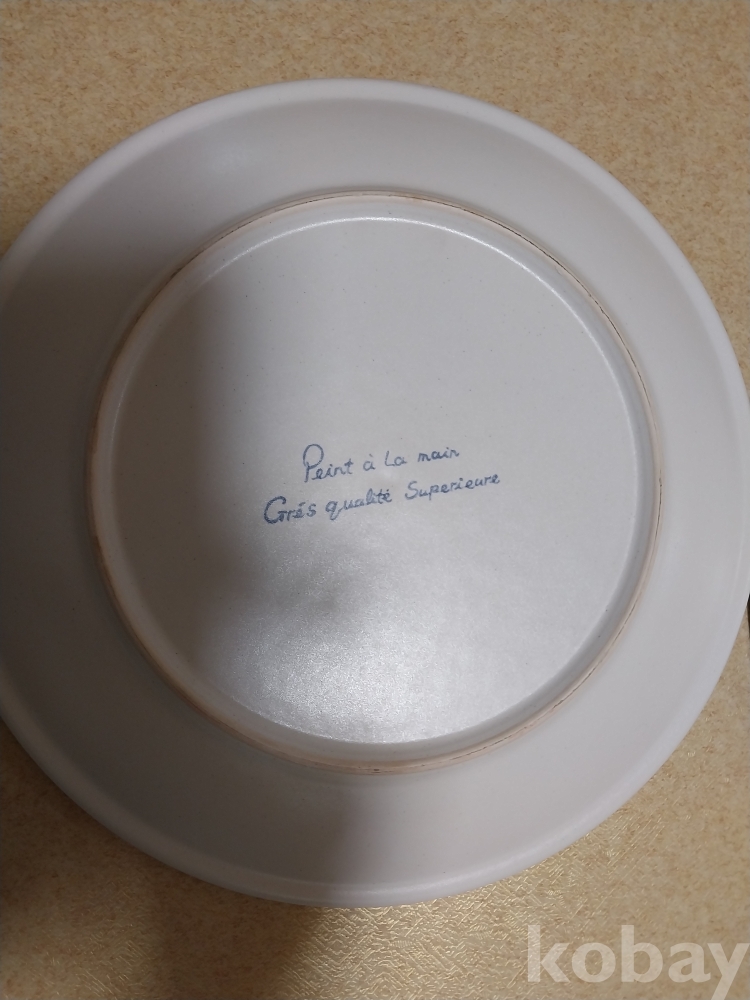 Peint à La main
Grés qualité Superieure
kobay